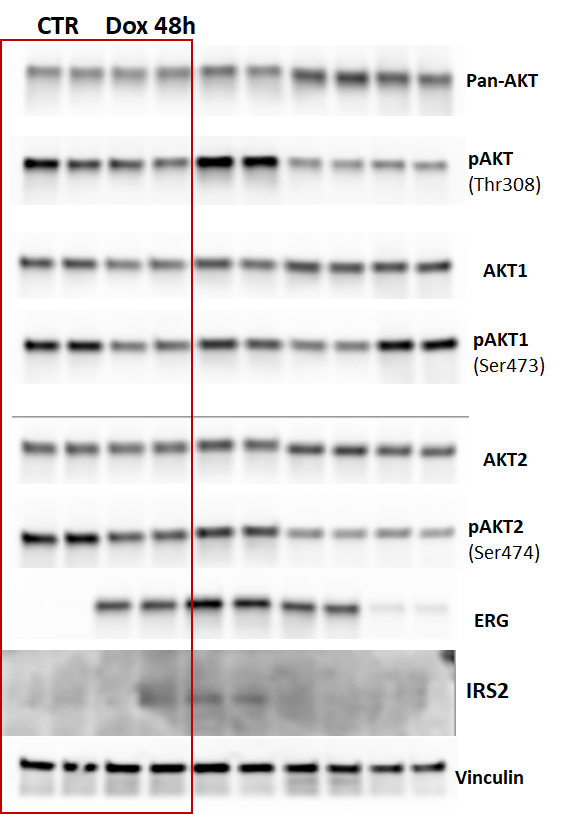 CTR Dox 48h
Pan-AKT
pAKT
(Thr308)
AKT1
pAKT1
(Ser473)
AKT2
pAKT2
(Ser474)
ERG
IRS2
Vinculin